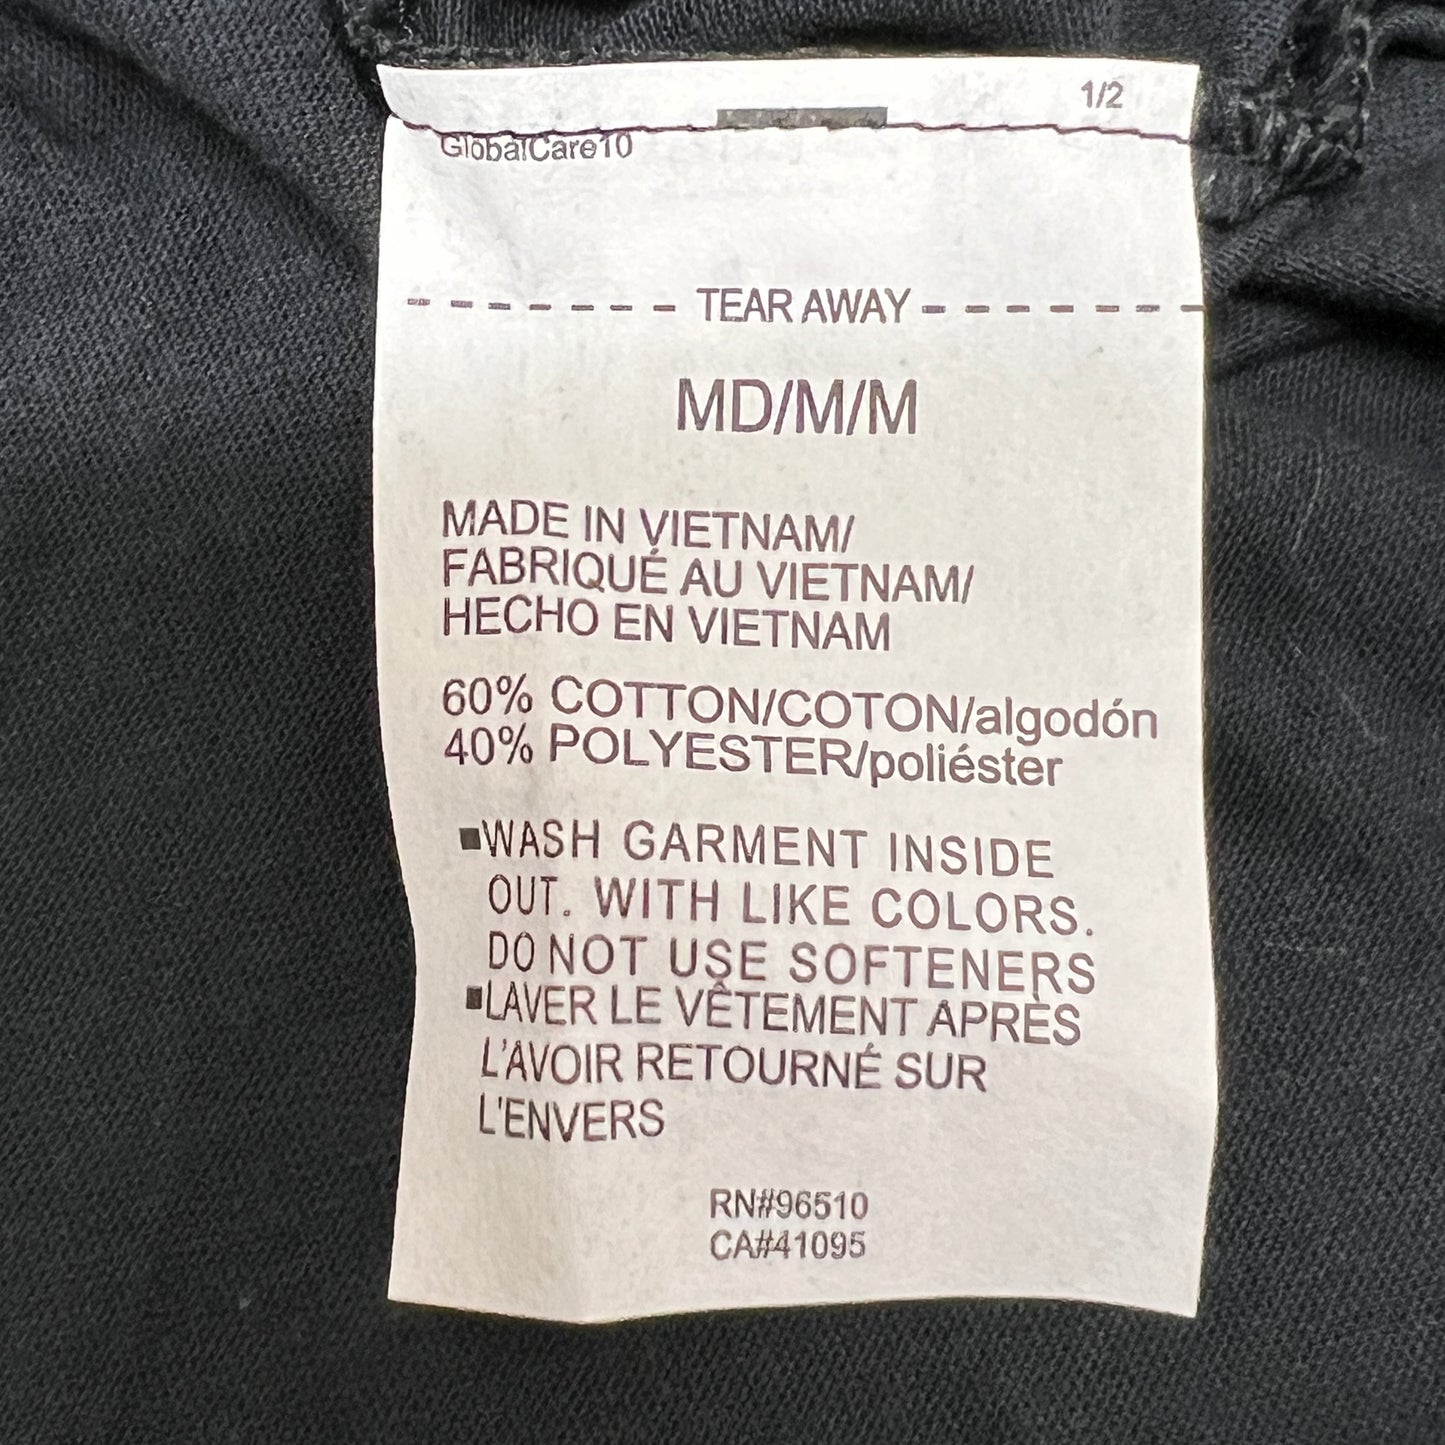 1/2
GlobalCare10
TEAR AWAY
MD/M/M
MADE IN VIETNAM/
FABRIQUÉ AU VIETNAM/
HECHO EN VIETNAM
60% COTTON/COTON/algodón
40% POLYESTER/poliéster
▪WASH GARMENT INSIDE
OUT. WITH LIKE COLORS.
DO NOT USE SOFTENERS
▪LAVER LE VÊTEMENT APRÈS
L'AVOIR RETOURNÉ SUR
L'ENVERS
RN#96510
CA#41095